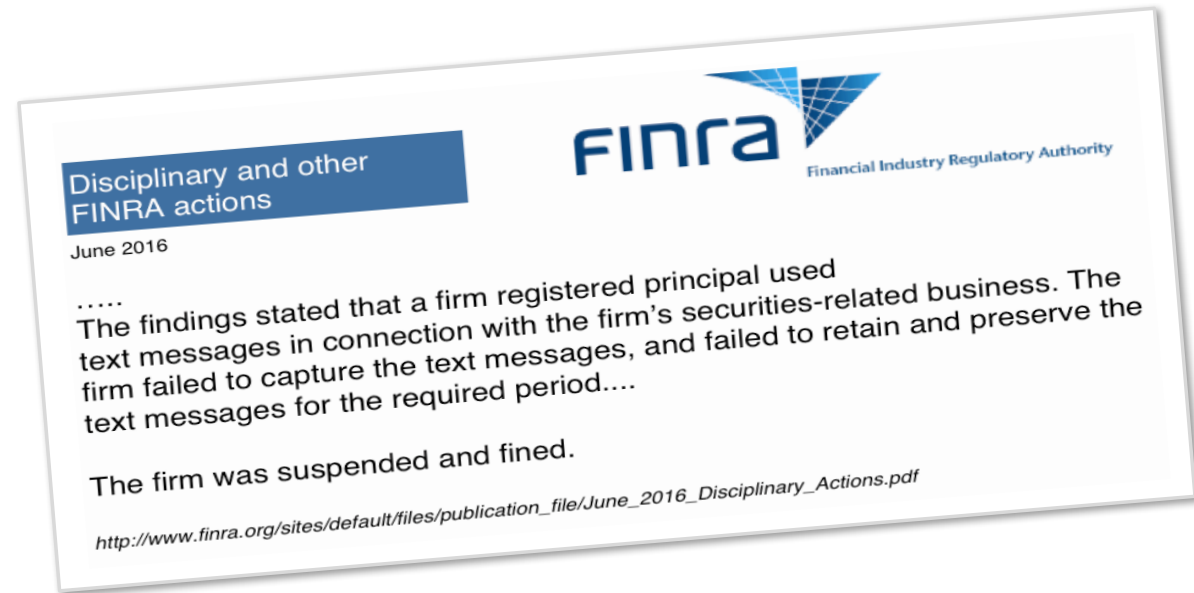 finra
Financial Industry Regulatory Authority
Disciplinary and other
FINRA actions
June 2016
.....
The findings stated that a firm registered principal used
text messages in connection with the firm's securities-related business. The
firm failed to capture the text messages, and failed to retain and preserve the
text messages for the required period....
The firm was suspended and fined.
http://www.finra.org/sites/default/files/publication_file/June_2016_Disciplinary_Actions.pdf